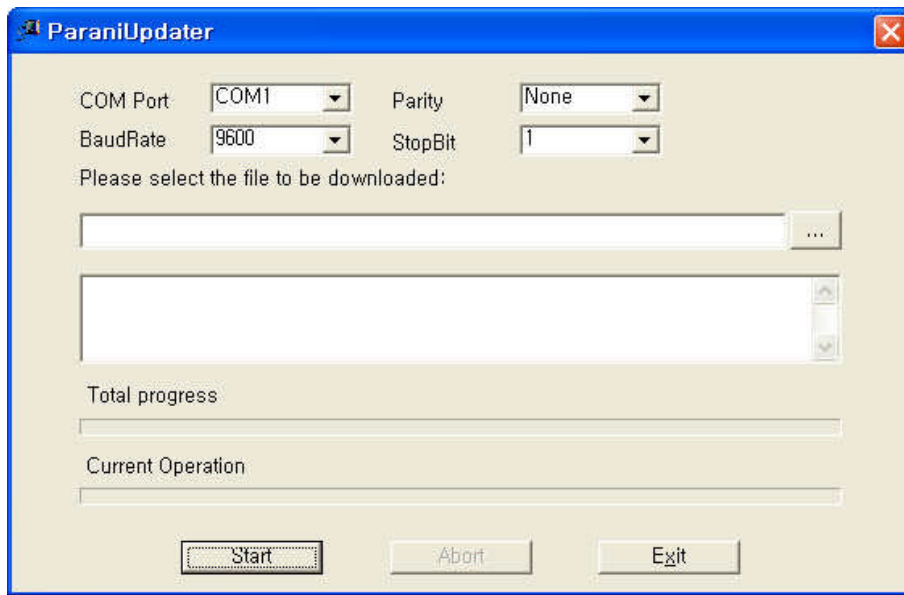 ParaniUpdater
COM Port COM1 Parity None
BaudRate 9600 StopBit 1
Please select the file to be downloaded:
...
Total progress
Current Operation
Start Abort Exit